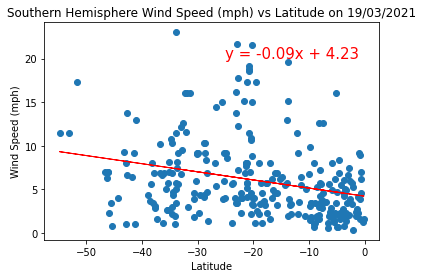 Southern Hemisphere Wind Speed (mph) vs Latitude on 19/03/2021
y = -0.09x + 4.23
Wind Speed (mph)
20
15
10
5
0
−50
−40
−30
−20
−10
0
Latitude